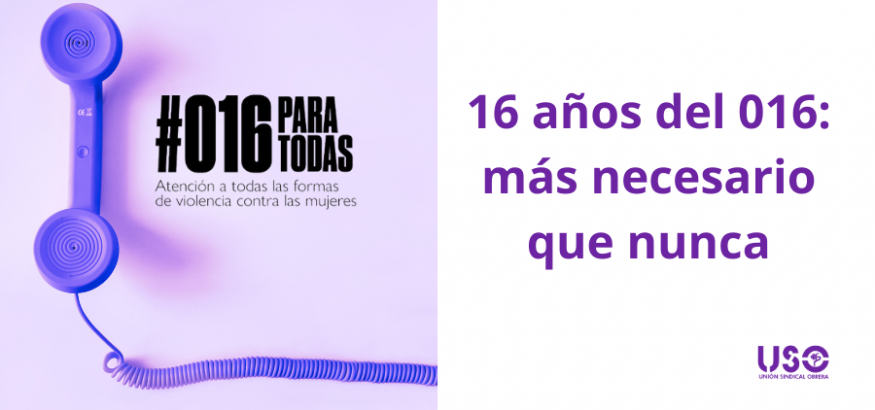 #016 PARA TODAS
Atención a todas las formas
de violencia contra las mujeres
16 años del 016:
más necesario
que nunca
USO
UNIÓN SINDICAL OBRERA